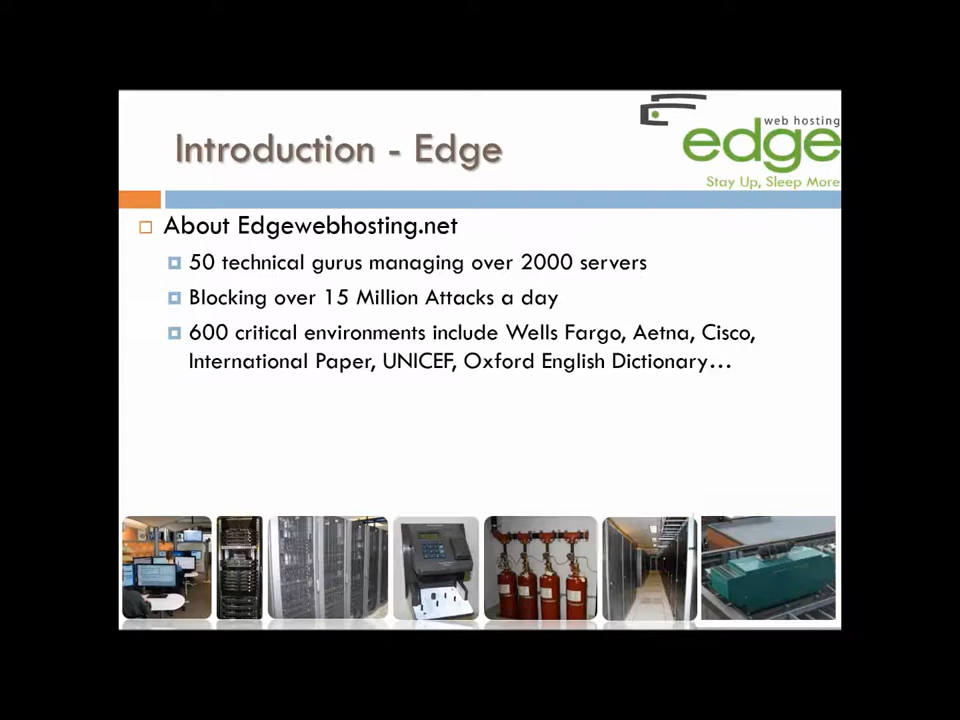 Introduction - Edge
web hosting
edge
Stay Up, Sleep More
About Edgewebhosting.net
50 technical gurus managing over 2000 servers
Blocking over 15 Million Attacks a day
600 critical environments include Wells Fargo, Aetna, Cisco,
International Paper, UNICEF, Oxford English Dictionary…